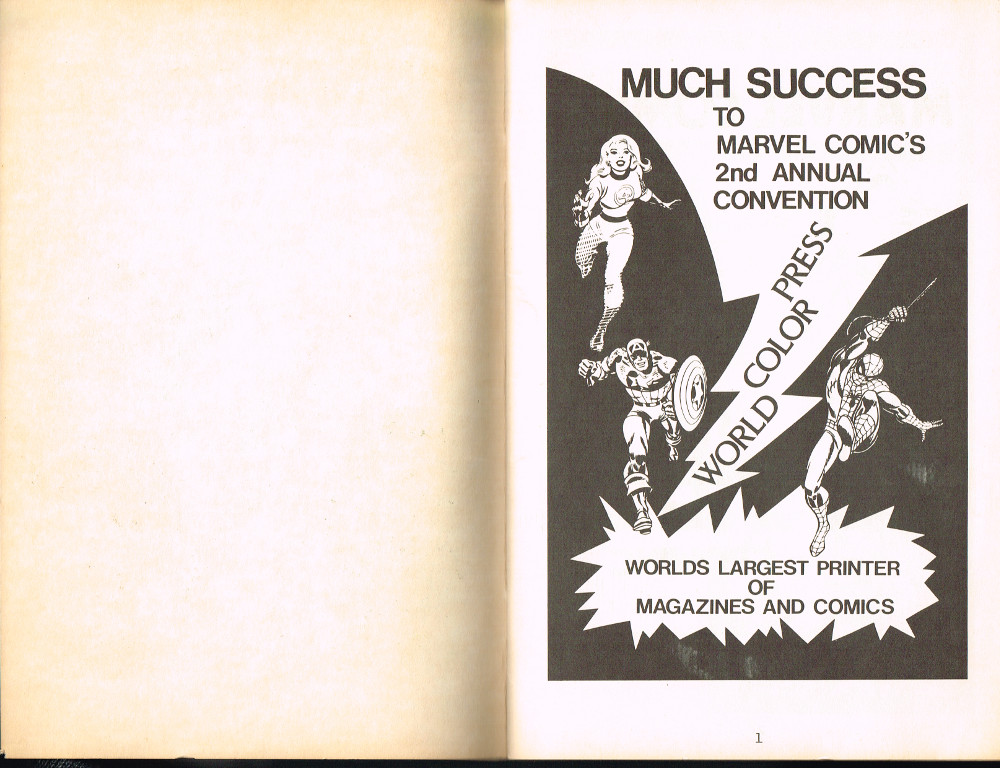 MUCH SUCCESS
TO
MARVEL COMIC'S
2nd ANNUAL
CONVENTION
WORLD COLOR PRESS
WORLDS LARGEST PRINTER
OF
MAGAZINES AND COMICS
1